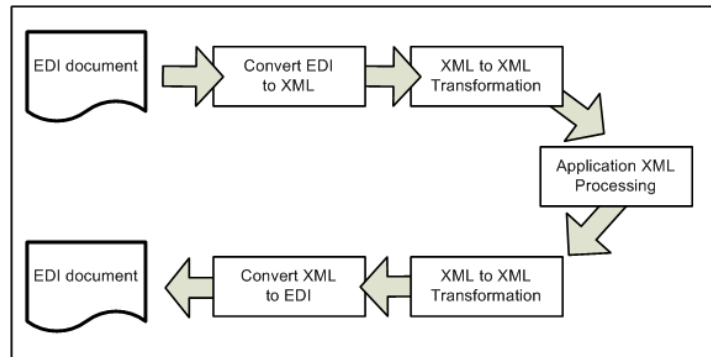 EDI document
Convert EDI
to XML
XML to XML
Transformation
Application XML
Processing
EDI document
Convert XML
to EDI
XML to XML
Transformation